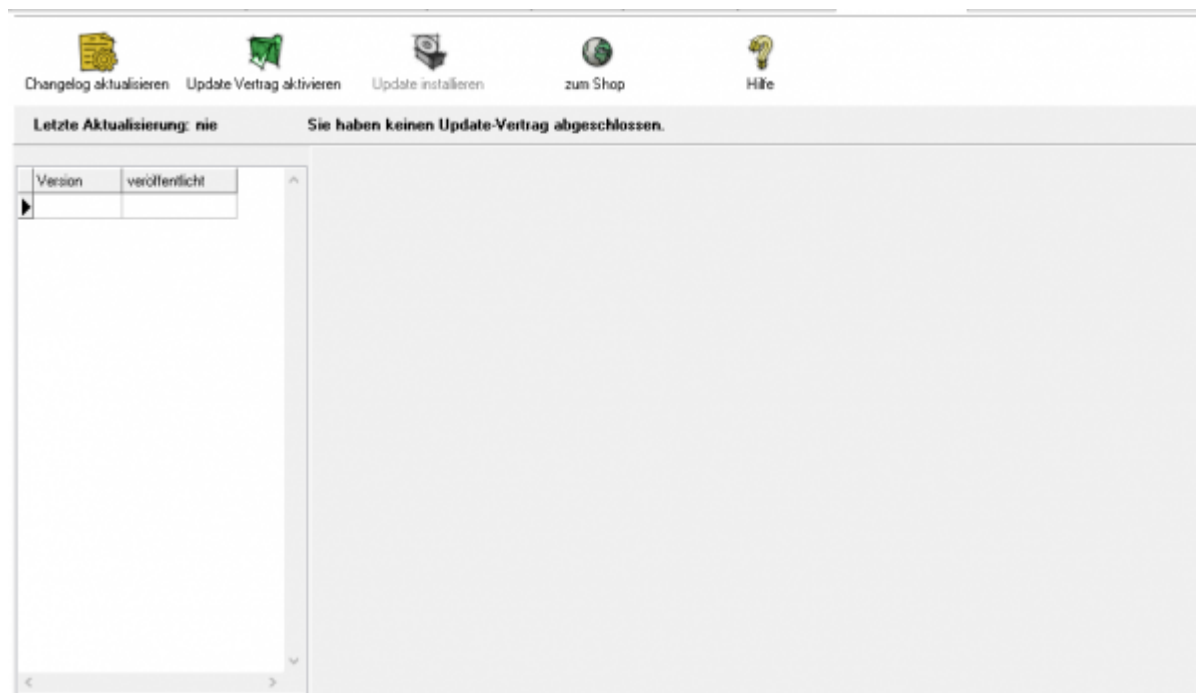 Changelog aktualisieren Update Vertrag aktivieren Update installieren zum Shop Hilfe
Letzte Aktualisierung: nie Sie haben keinen Update-Vertrag abgeschlossen.
Version veröffentlicht